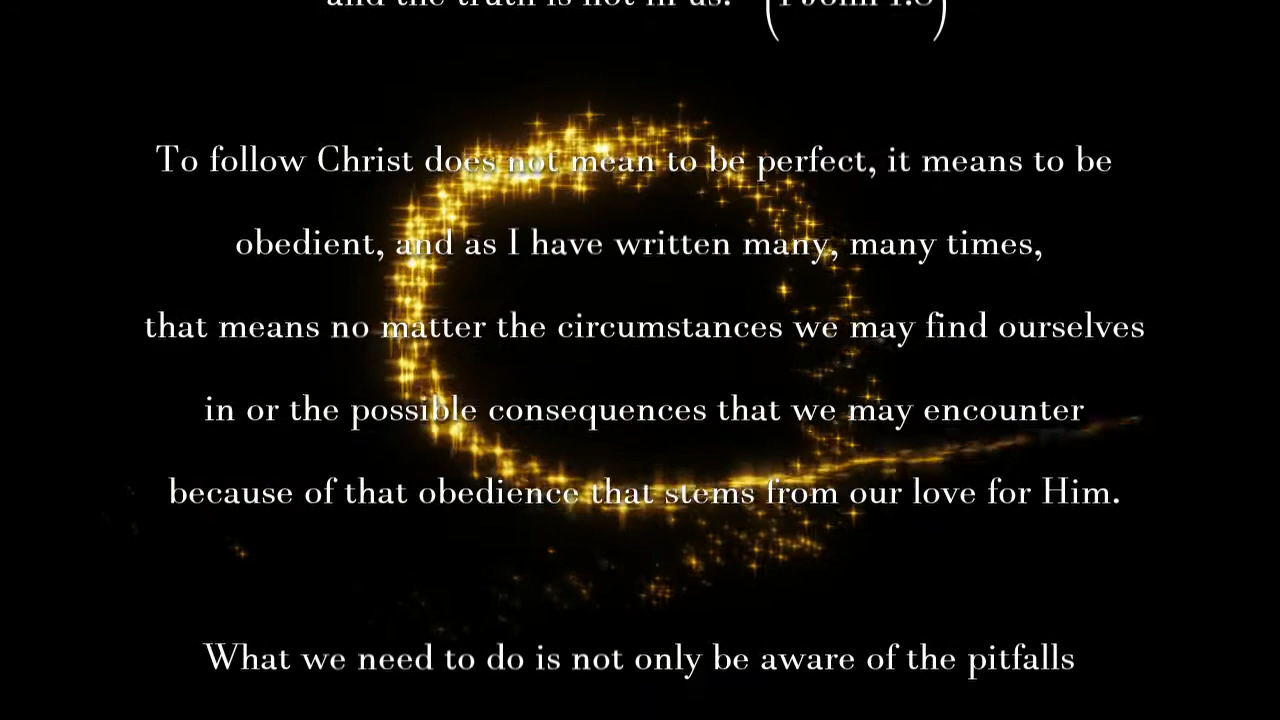 and the truth is not in us." (1 John 1:8)
To follow Christ does not mean to be perfect, it means to be
obedient, and as I have written many, many times,
that means no matter the circumstances we may find ourselves
in or the possible consequences that we may encounter
because of that obedience that stems from our love for Him.
What we need to do is not only be aware of the pitfalls